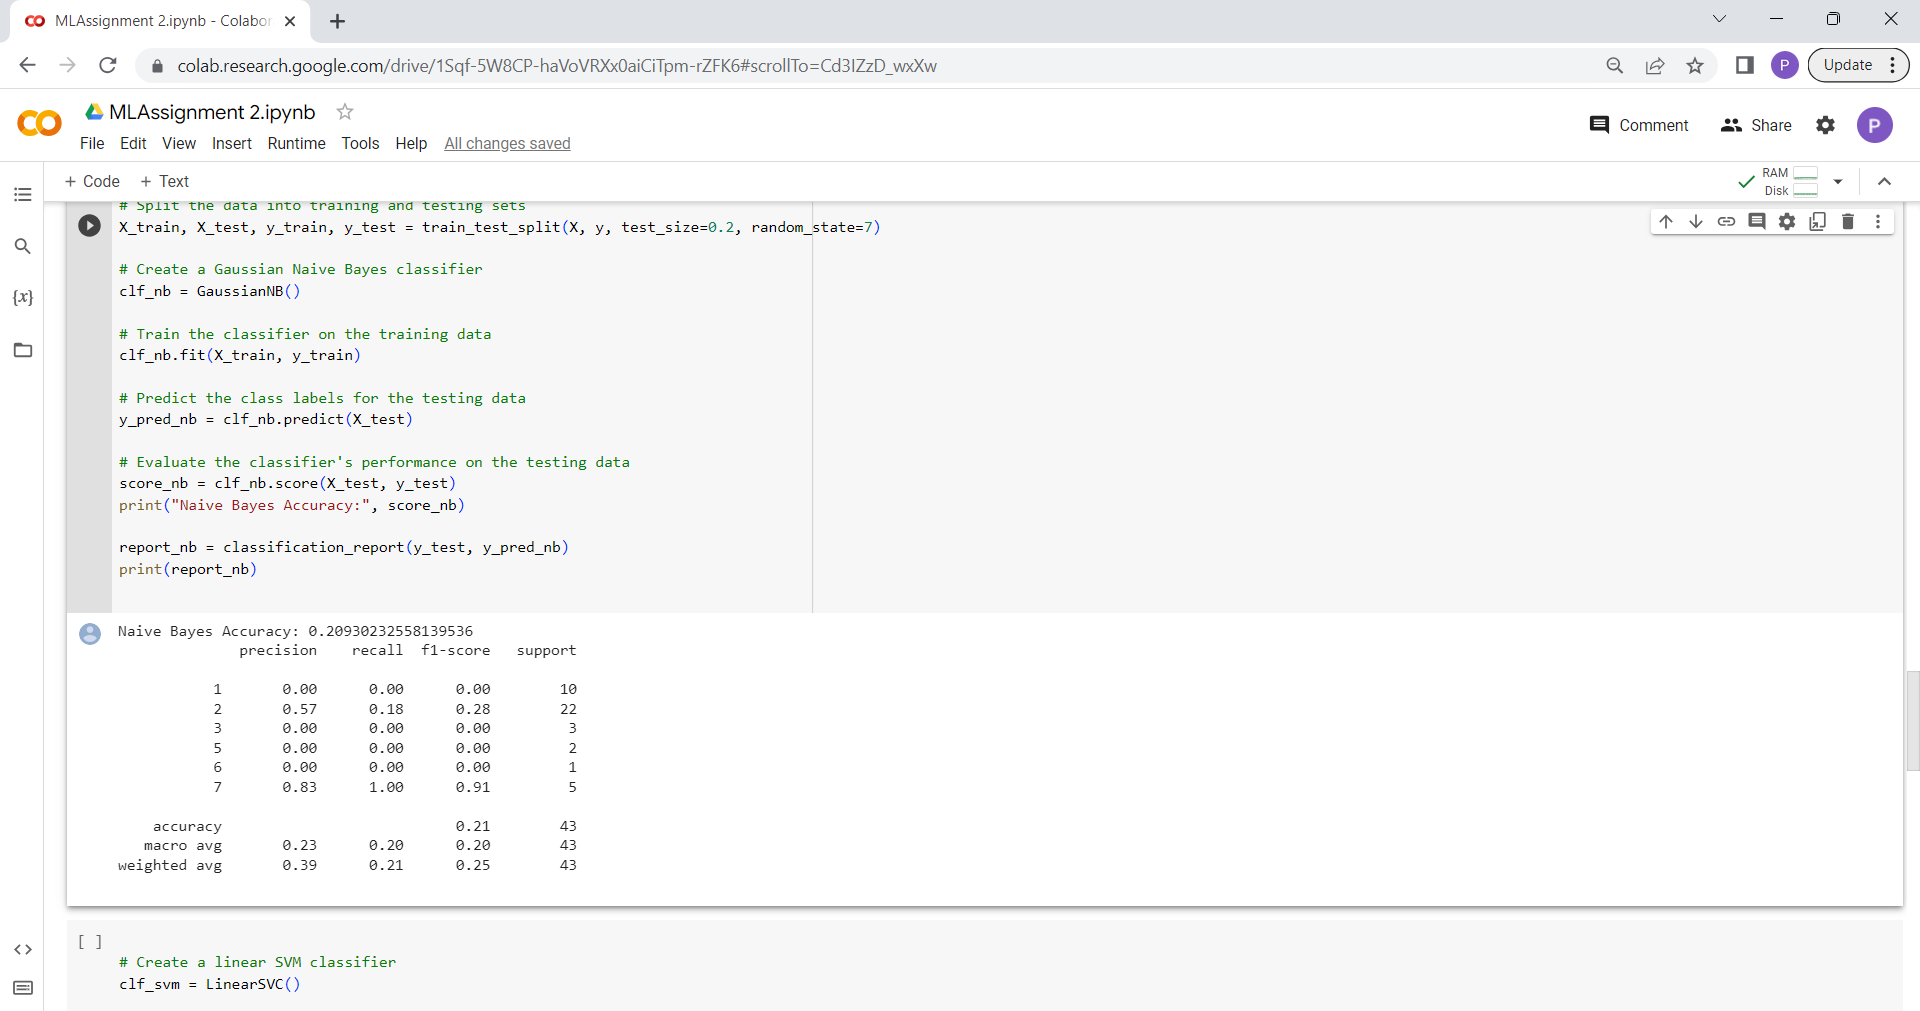 MLAssignment 2.ipynb - Colabor
colab.research.google.com/drive/1Sqf-5W8CP-haVoVRXx0aiCiTpm-rZFK6#scrollTo=Cd3IZzD_wxXw
P
Update
MLAssignment 2.ipynb
File Edit View Insert Runtime Tools Help All changes saved
Comment Share P
+ Code + Text
RAM
Disk
{x}
# Split the data into training and testing sets
X_train, X_test, y_train, y_test = train_test_split(X, y, test_size=0.2, random_state=7)
# Create a Gaussian Naive Bayes classifier
clf_nb = GaussianNB()
# Train the classifier on the training data
clf_nb.fit(X_train, y_train)
# Predict the class labels for the testing data
y_pred_nb = clf_nb.predict(X_test)
# Evaluate the classifier's performance on the testing data
score_nb = clf_nb.score(X_test, y_test)
print("Naive Bayes Accuracy:", score_nb)
report_nb = classification_report(y_test, y_pred_nb)
print(report_nb)
Naive Bayes Accuracy: 0.20930232558139536
precision recall f1-score support
1 0.00 0.00 0.00 10
2 0.57 0.18 0.28 22
3 0.00 0.00 0.00 3
5 0.00 0.00 0.00 2
6 0.00 0.00 0.00 1
7 0.83 1.00 0.91 5
accuracy 0.21 43
macro avg 0.23 0.20 0.20 43
weighted avg 0.39 0.21 0.25 43
[ ]
# Create a linear SVM classifier
clf_svm = LinearSVC()